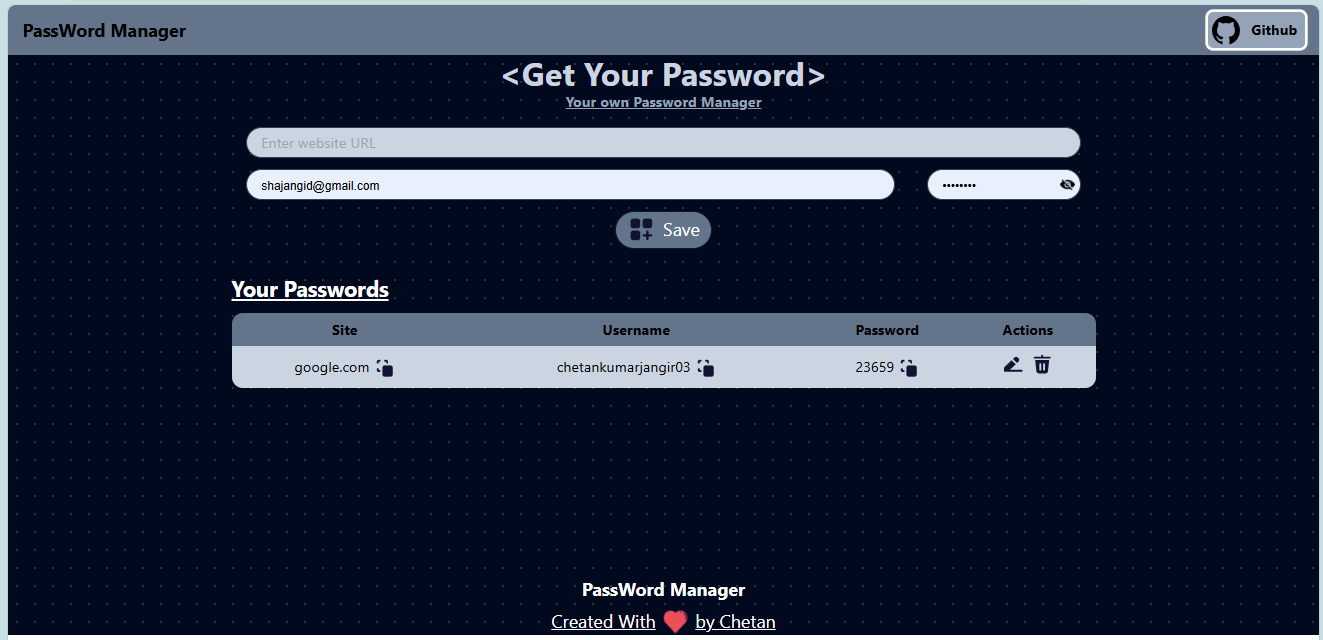 PassWord Manager
Github
<Get Your Password>
Your own Password Manager
Enter website URL
shajangid@gmail.com ••••••••
Save
Your Passwords
Site Username Password Actions
google.com chetankumarjangir03 23659
PassWord Manager
Created With by Chetan